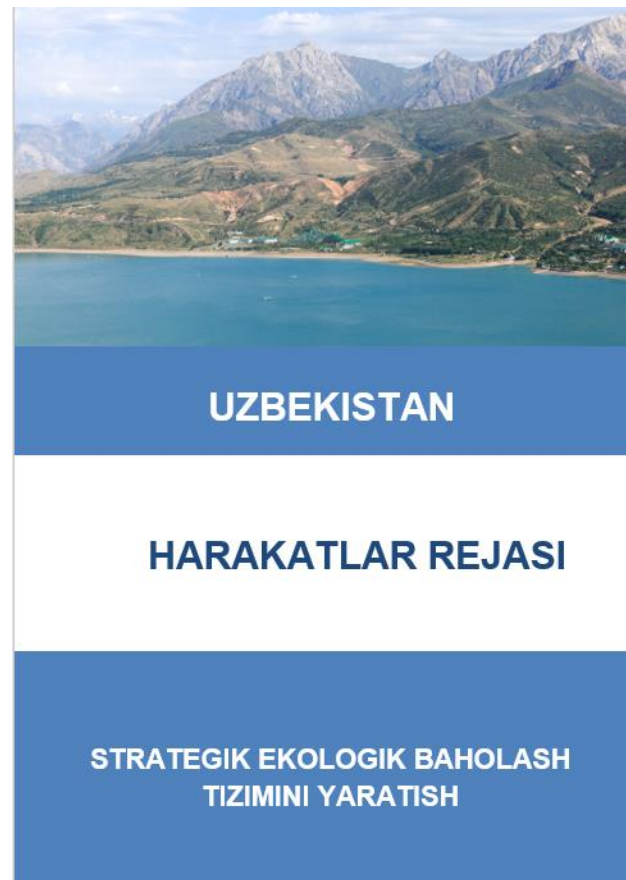 UZBEKISTAN
HARAKATLAR REJASI
STRATEGIK EKOLOGIK BAHOLASH
TIZIMINI YARATISH